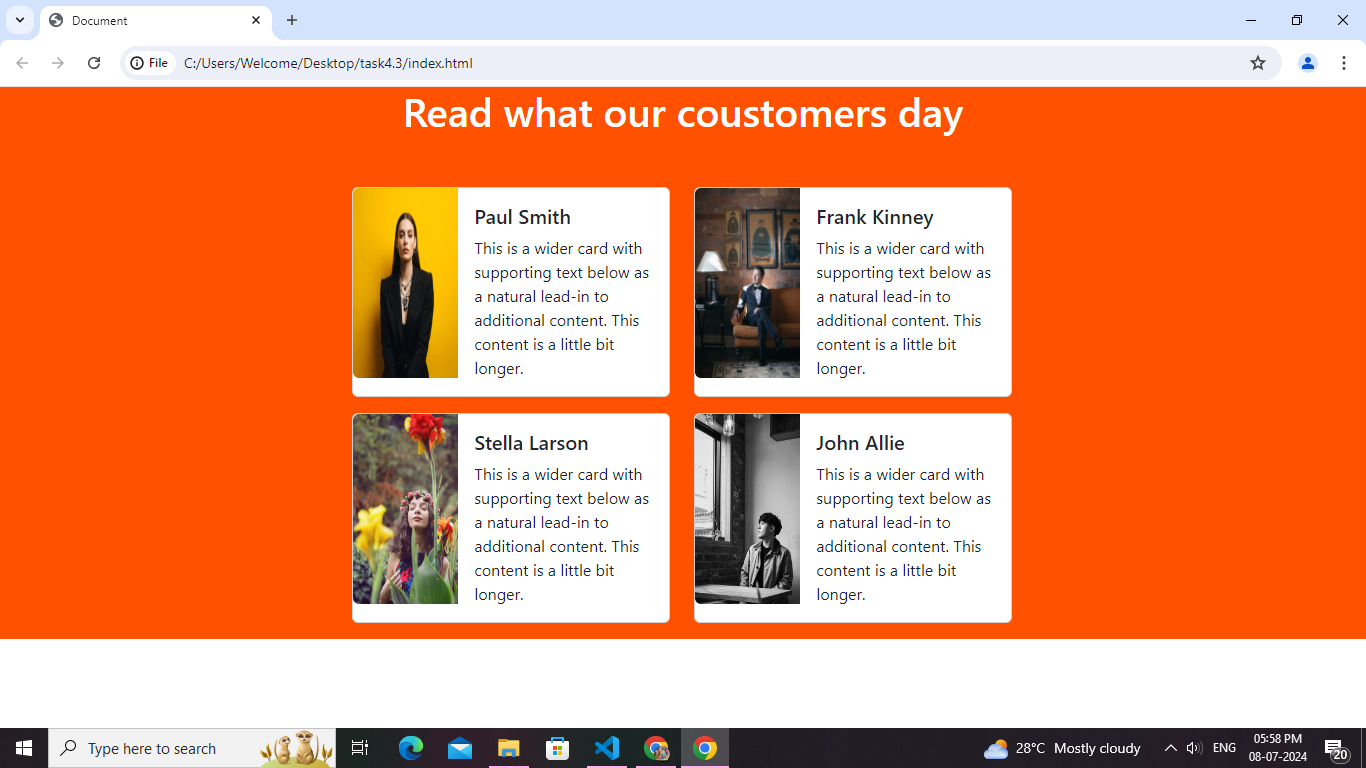 Document
File
C:/Users/Welcome/Desktop/task4.3/index.html
Read what our coustomers day
Paul Smith
This is a wider card with
supporting text below as
a natural lead-in to
additional content. This
content is a little bit
longer.
Frank Kinney
This is a wider card with
supporting text below as
a natural lead-in to
additional content. This
content is a little bit
longer.
Stella Larson
This is a wider card with
supporting text below as
a natural lead-in to
additional content. This
content is a little bit
longer.
John Allie
This is a wider card with
supporting text below as
a natural lead-in to
additional content. This
content is a little bit
longer.
Type here to search
28°C Mostly cloudy
ENG
05:58 PM
08-07-2024
20